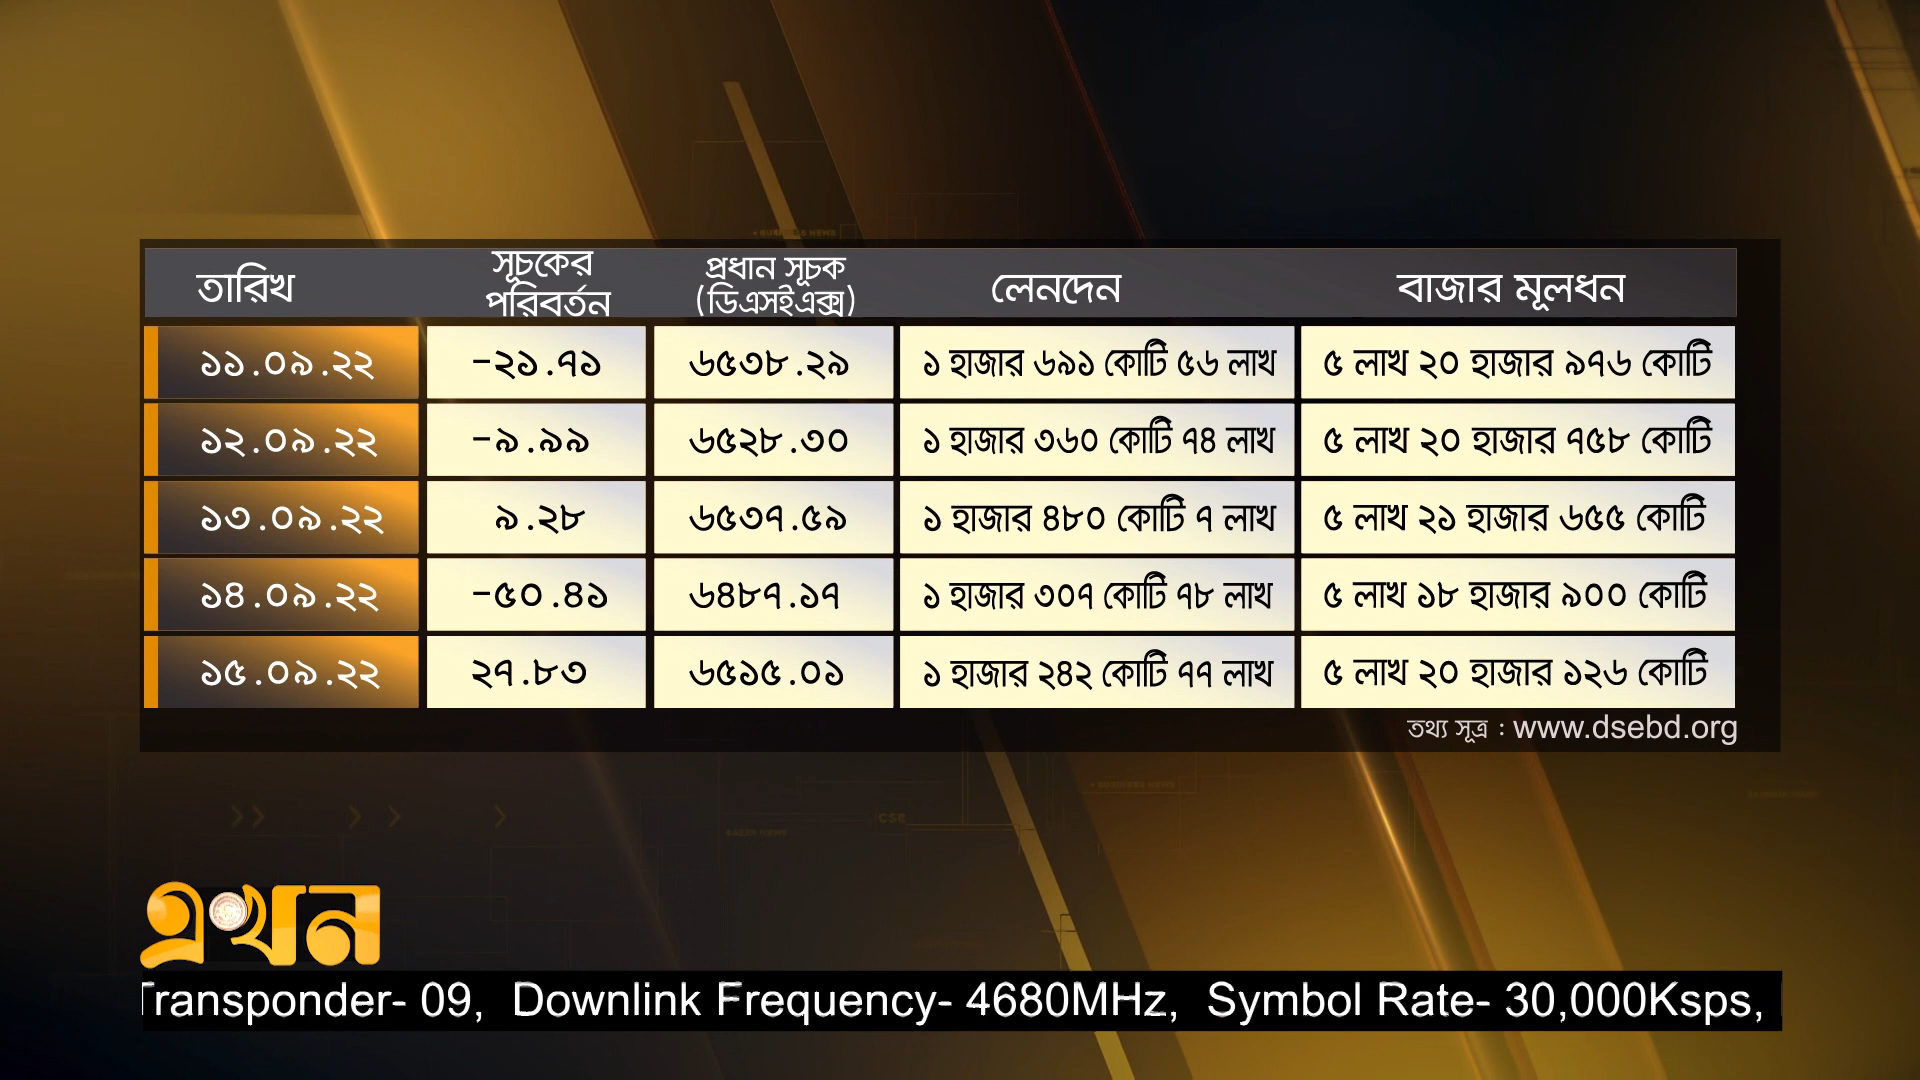 তারিখ সূচকের পরিবর্তন প্রধান সূচক (ডিএসইএক্স) লেনদেন বাজার মূলধন
১১.০৯.২২ -২১.৭১ ৬৫৩৮.২৯ ১ হাজার ৬৯১ কোটি ৫৬ লাখ ৫ লাখ ২০ হাজার ৯৭৬ কোটি
১২.০৯.২২ -৯.৯৯ ৬৫২৮.৩০ ১ হাজার ৩৬০ কোটি ৭৪ লাখ ৫ লাখ ২০ হাজার ৭৫৮ কোটি
১৩.০৯.২২ ৯.২৮ ৬৫৩৭.৫৯ ১ হাজার ৪৮০ কোটি ৭ লাখ ৫ লাখ ২১ হাজার ৬৫৫ কোটি
১৪.০৯.২২ -৫০.৪১ ৬৪৮৭.১৭ ১ হাজার ৩০৭ কোটি ৭৮ লাখ ৫ লাখ ১৮ হাজার ৯০০ কোটি
১৫.০৯.২২ ২৭.৮৩ ৬৫১৫.০১ ১ হাজার ২৪২ কোটি ৭৭ লাখ ৫ লাখ ২০ হাজার ১২৬ কোটি
তথ্য সূত্র : www.dsebd.org
CSE
এখন
Transponder- 09, Downlink Frequency- 4680MHz, Symbol Rate- 30,000Ksps,